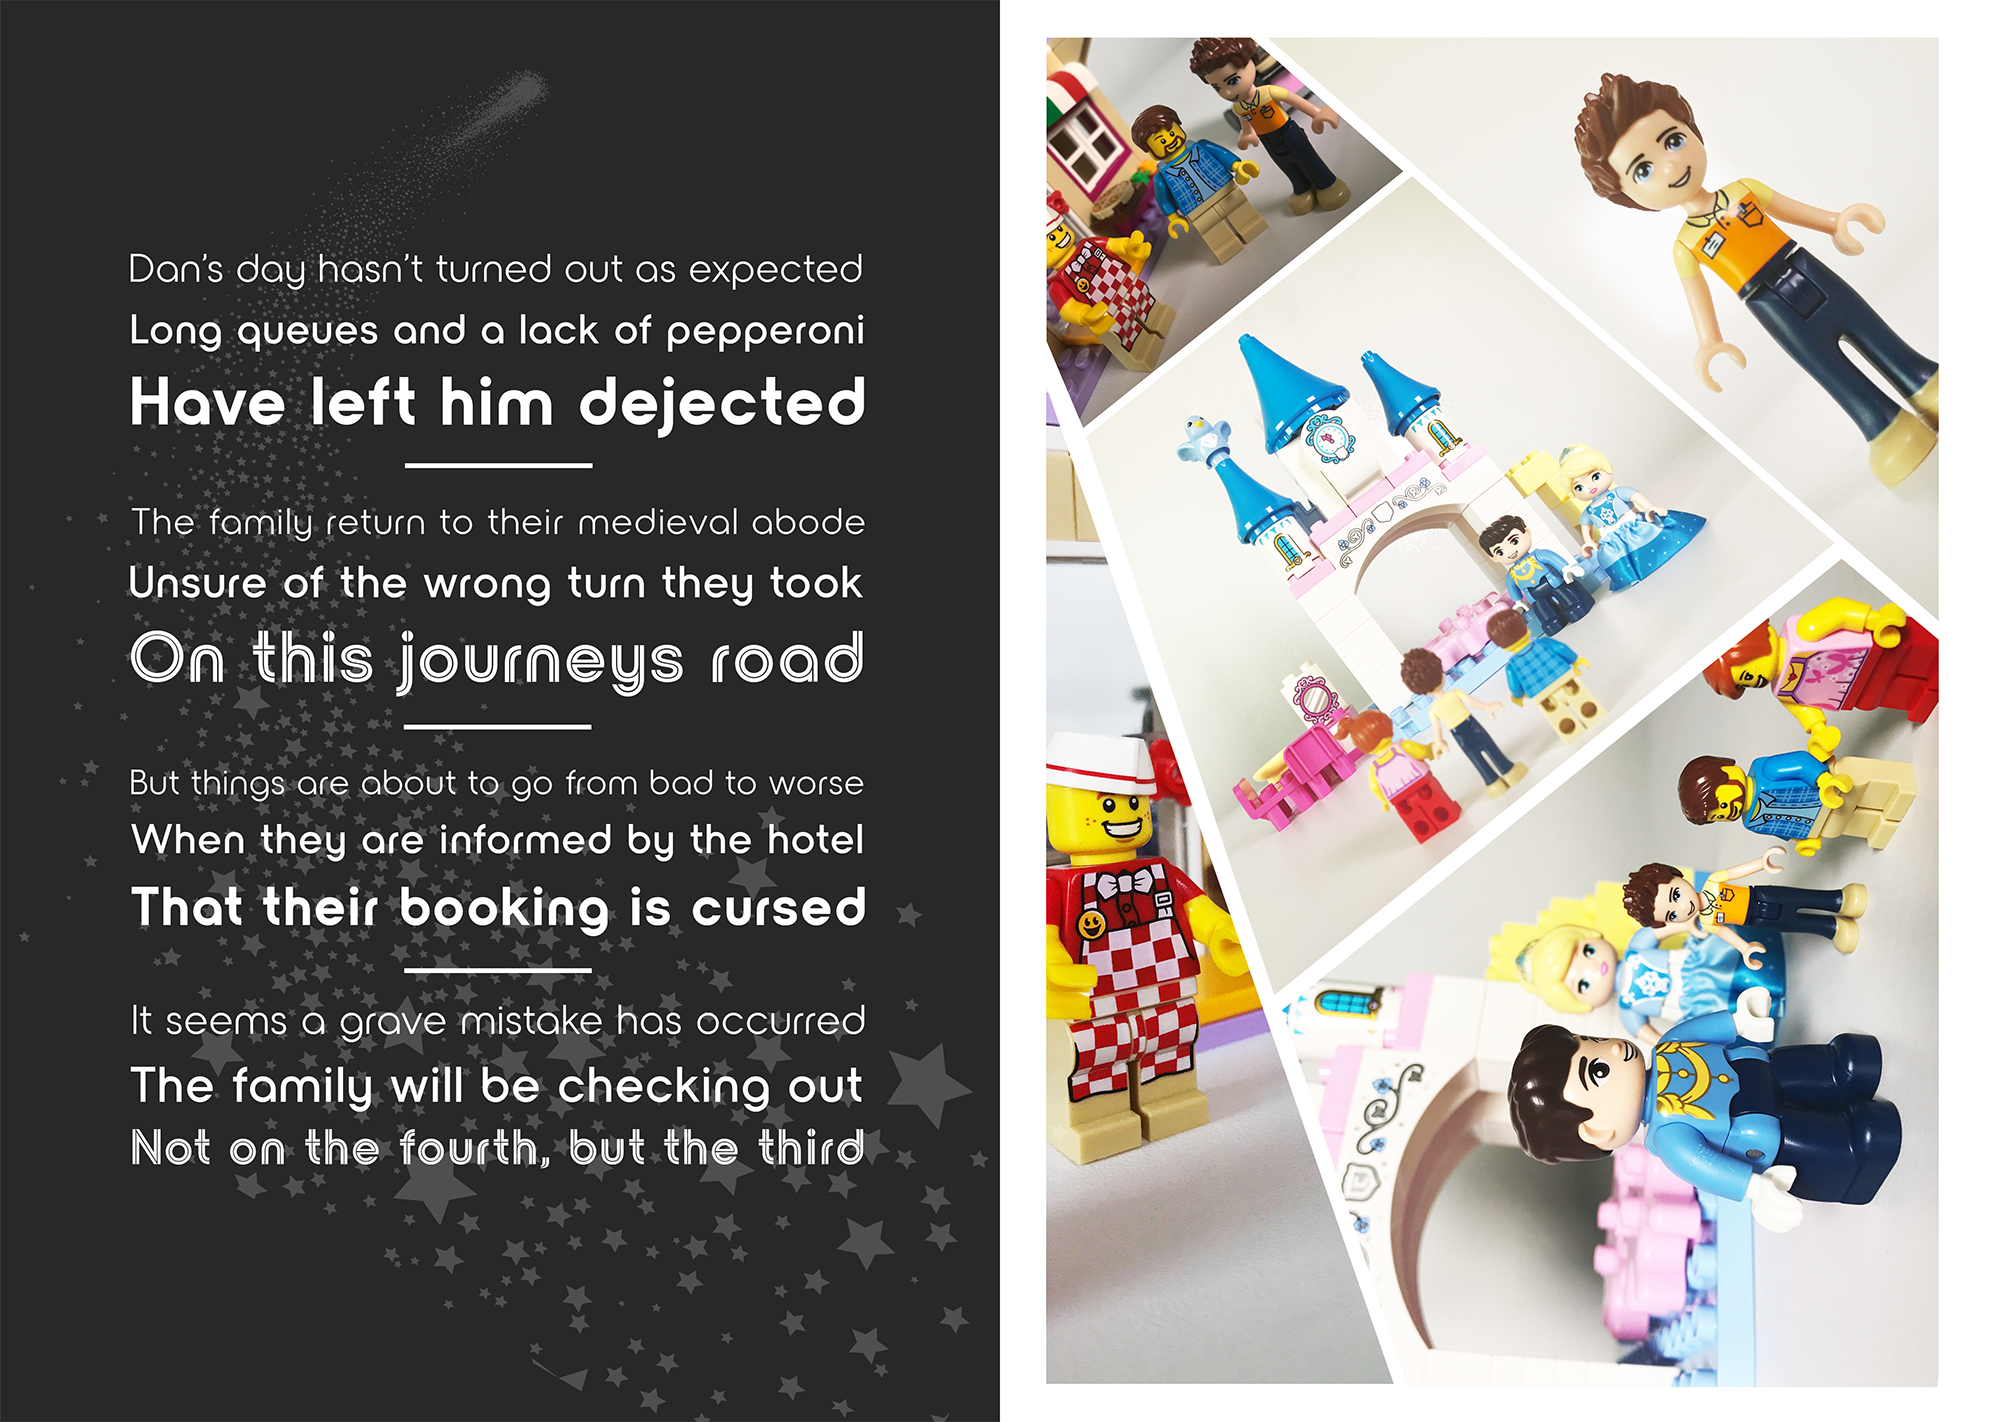 Dan's day hasn't turned out as expected
Long queues and a lack of pepperoni
Have left him dejected
The family return to their medieval abode
Unsure of the wrong turn they took
On this journeys road
But things are about to go from bad to worse
When they are informed by the hotel
That their booking is cursed
It seems a grave mistake has occurred
The family will be checking out
Not on the fourth, but the third